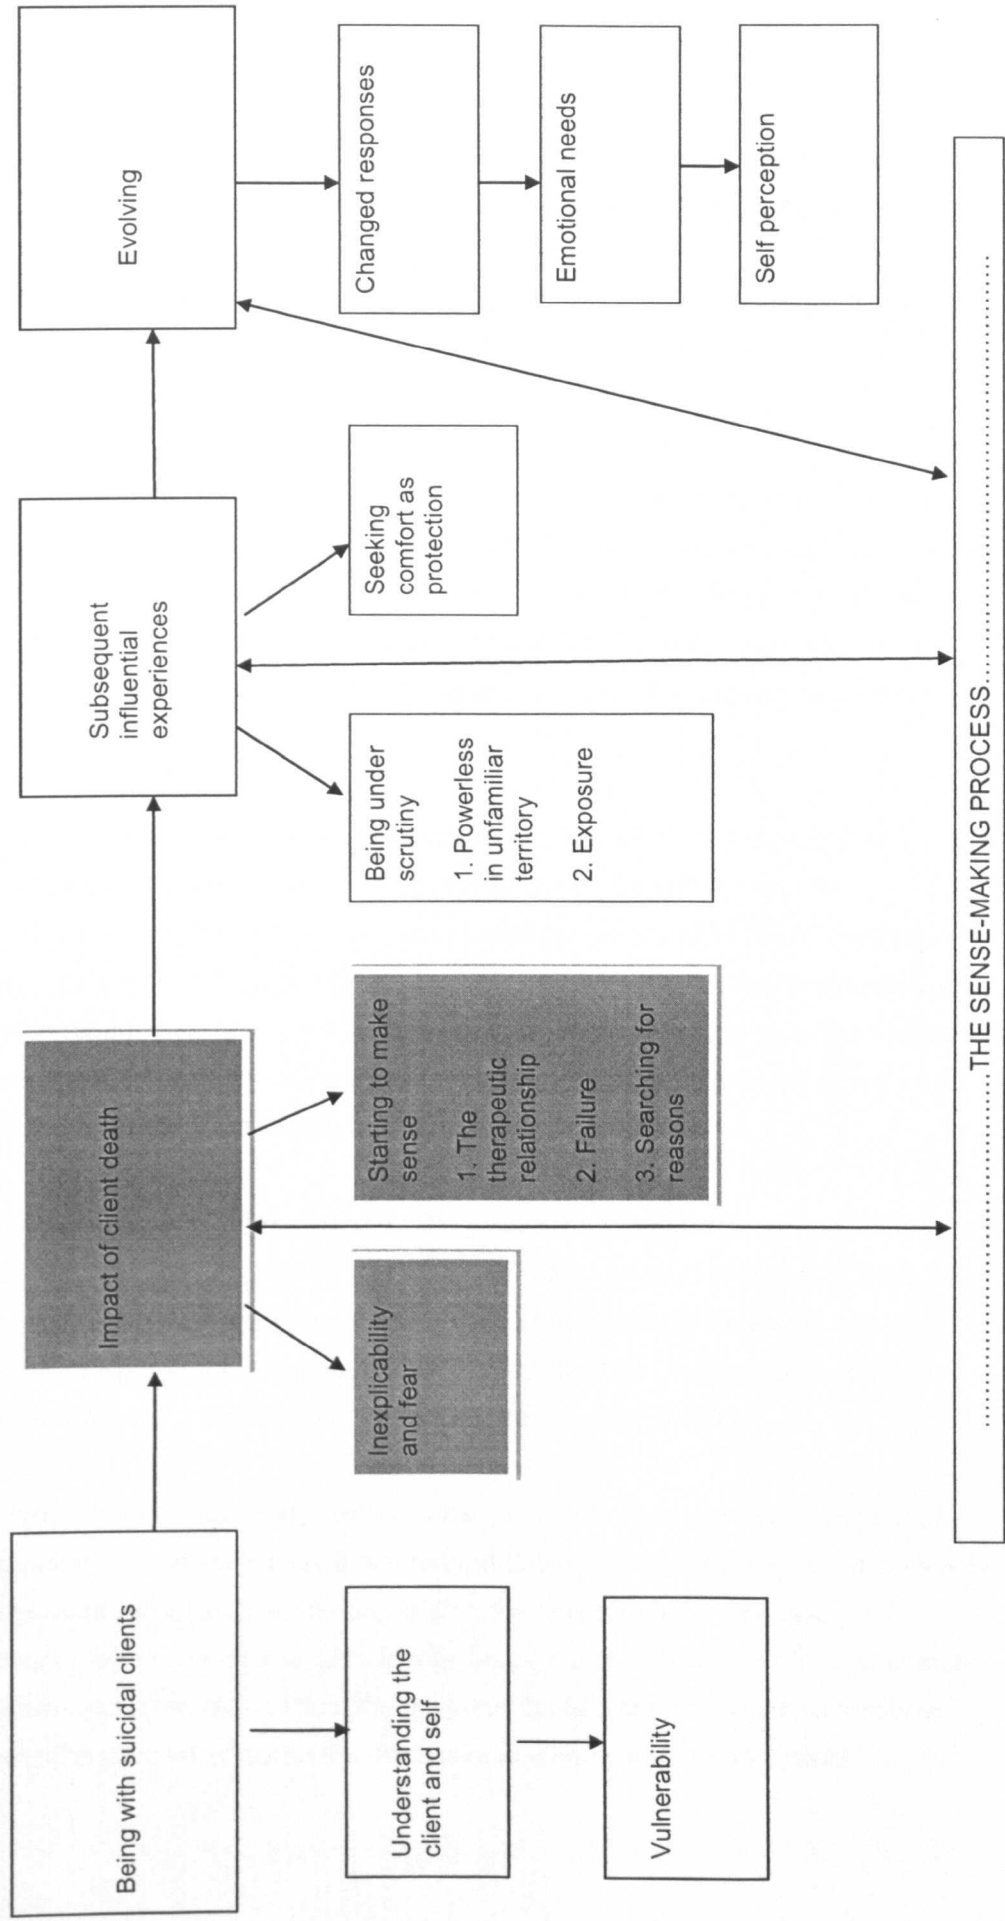 Being with suicidal clients
Understanding the
client and self
Vulnerability
Impact of client death
Inexplicability
and fear
Starting to make
sense
1. The
therapeutic
relationship
2. Failure
3. Searching for
reasons
Subsequent
influential
experiences
Being under
scrutiny
1. Powerless
in unfamiliar
territory
2. Exposure
Seeking
comfort as
protection
Evolving
Changed responses
Emotional needs
Self perception
THE SENSE-MAKING PROCESS